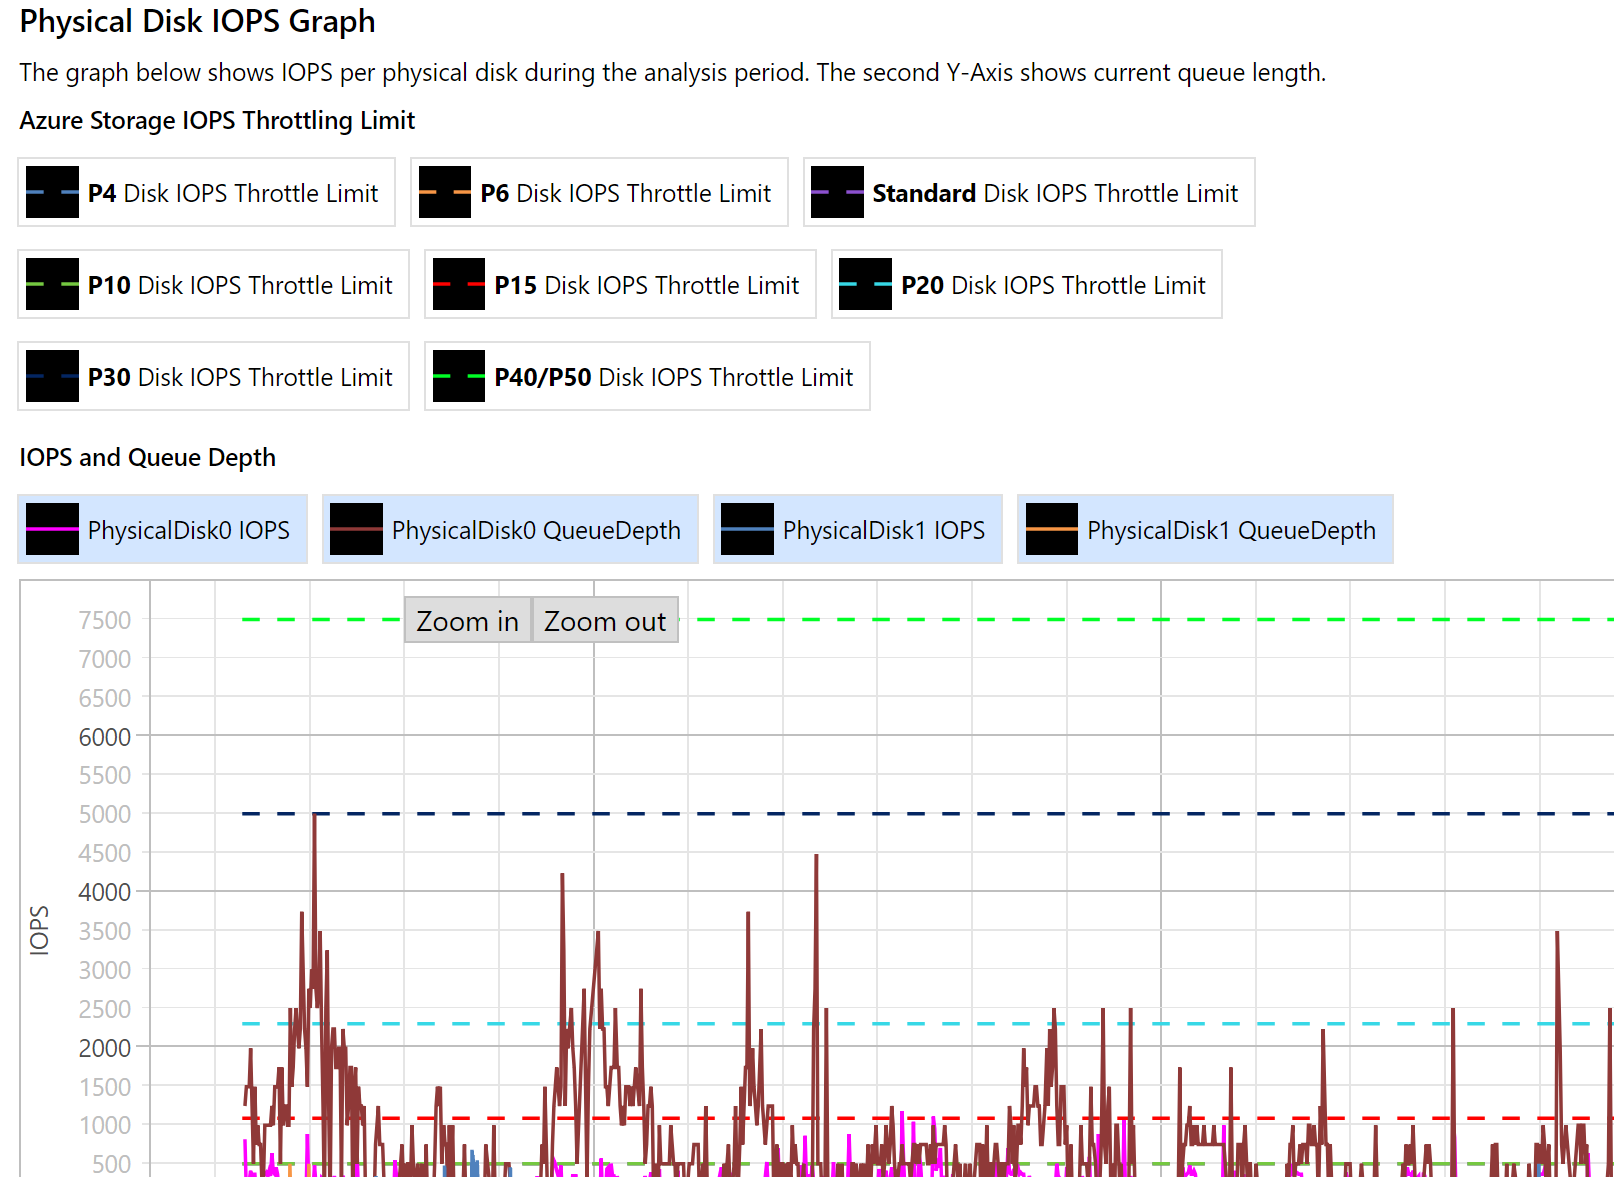 Physical Disk IOPS Graph
The graph below shows IOPS per physical disk during the analysis period. The second Y-Axis shows current queue length.
Azure Storage IOPS Throttling Limit
P4 Disk IOPS Throttle Limit P6 Disk IOPS Throttle Limit Standard Disk IOPS Throttle Limit
P10 Disk IOPS Throttle Limit P15 Disk IOPS Throttle Limit P20 Disk IOPS Throttle Limit
P30 Disk IOPS Throttle Limit P40/P50 Disk IOPS Throttle Limit
IOPS and Queue Depth
PhysicalDisk0 IOPS PhysicalDisk0 QueueDepth PhysicalDisk1 IOPS PhysicalDisk1 QueueDepth
Zoom in Zoom out
7500
7000
6500
6000
5500
5000
4500
4000
3500
3000
2500
2000
1500
1000
500
IOPS